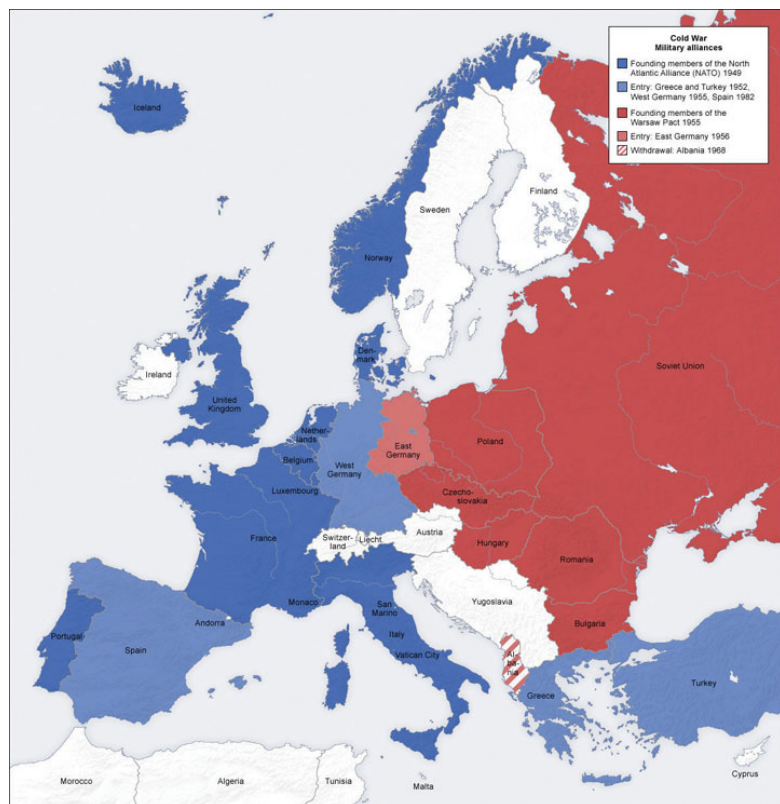 Cold War
Military alliances
Founding members of the North
Atlantic Alliance (NATO) 1949
Entry: Greece and Turkey 1952,
West Germany 1955, Spain 1982
Founding members of the
Warsaw Pact 1955
Entry: East Germany 1956
Withdrawal: Albania 1968
Iceland
Finland
Sweden
Norway
Den-
mark
Ireland
United
Kingdom
Nether-
lands
Belgium
Luxembourg
West
Germany
East
Germany
Poland
Soviet Union
Czecho-
slovakia
France
Switzer-
land
Liecht.
Austria
Hungary
Romania
Yugoslavia
Monaco
San
Marino
Italy
Vatican City
Andorra
Portugal
Spain
Bulgaria
Al-
ba-
nia
Greece
Turkey
Cyprus
Morocco
Algeria
Tunisia
Malta